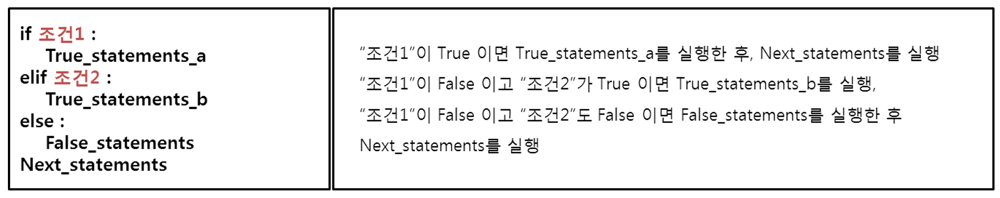 if 조건1 :
True_statements_a
elif 조건2 :
True_statements_b
else :
False_statements
Next_statements
"조건1"이 True 이면 True_statements_a를 실행한 후, Next_statements를 실행
"조건1"이 False 이고 "조건2"가 True 이면 True_statements_b를 실행,
"조건1"이 False 이고 "조건2"도 False 이면 False_statements를 실행한 후
Next_statements를 실행